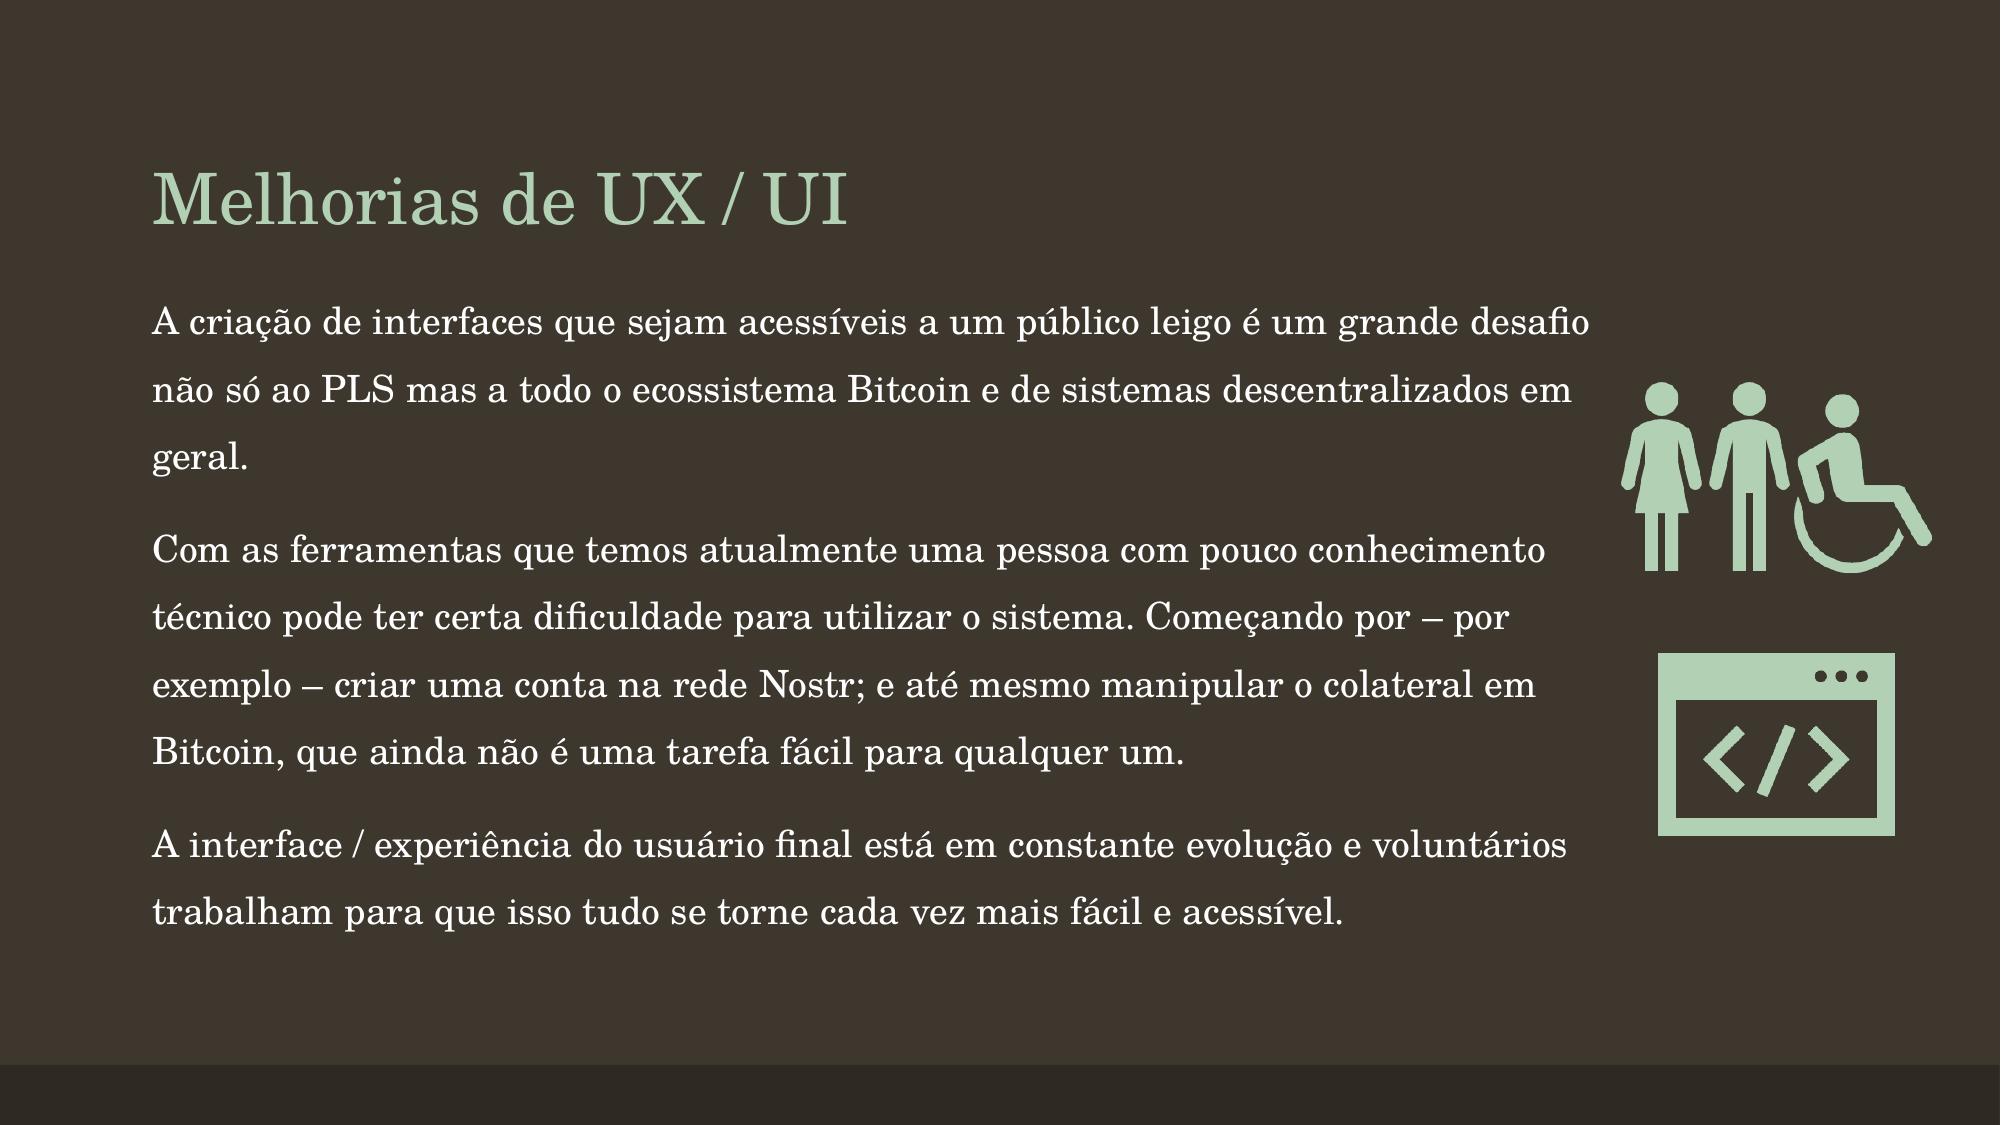 Melhorias de UX / UI
A criação de interfaces que sejam acessíveis a um público leigo é um grande desafio
não só ao PLS mas a todo o ecossistema Bitcoin e de sistemas descentralizados em
geral.
Com as ferramentas que temos atualmente uma pessoa com pouco conhecimento
técnico pode ter certa dificuldade para utilizar o sistema. Começando por – por
exemplo – criar uma conta na rede Nostr; e até mesmo manipular o colateral em
Bitcoin, que ainda não é uma tarefa fácil para qualquer um.
A interface / experiência do usuário final está em constante evolução e voluntários
trabalham para que isso tudo se torne cada vez mais fácil e acessível.